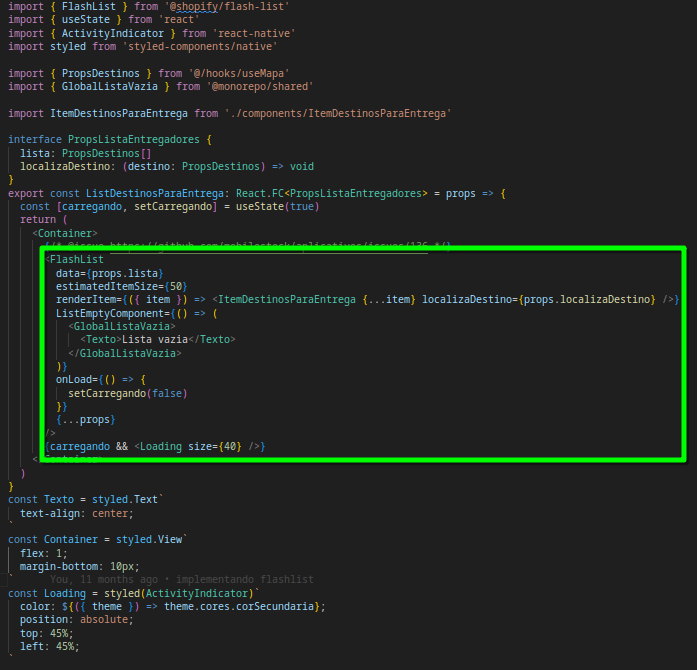 import { FlashList } from '@shopify/flash-list'
import { useState } from 'react'
import { ActivityIndicator } from 'react-native'
import styled from 'styled-components/native'
import { PropsDestinos } from '@/hooks/useMapa'
import { GlobalListaVazia } from '@monorepo/shared'
import ItemDestinosParaEntrega from './components/ItemDestinosParaEntrega'
interface PropsListaEntregadores {
lista: PropsDestinos[]
localizaDestino: (destino: PropsDestinos) => void
}
export const ListDestinosParaEntrega: React.FC<PropsListaEntregadores> = props => {
const [carregando, setCarregando] = useState(true)
return (
<Container>
{/* @issue https://github.com/mobilestock/aplicativos/issues/136 */}
<FlashList
data={props.lista}
estimatedItemSize={50}
renderItem={({ item }) => <ItemDestinosParaEntrega {...item} localizaDestino={props.localizaDestino} />}
ListEmptyComponent={() => (
<GlobalListaVazia>
<Texto>Lista vazia</Texto>
</GlobalListaVazia>
)}
onLoad={() => {
setCarregando(false)
}}
{...props}
/>
{carregando && <Loading size={40} />}
</Container>
)
}
const Texto = styled.Text`
text-align: center;
`
const Container = styled.View`
flex: 1;
margin-bottom: 10px;
` You, 11 months ago • implementando flashlist
const Loading = styled(ActivityIndicator)`
color: ${({ theme }) => theme.cores.corSecundaria};
position: absolute;
top: 45%;
left: 45%;
`